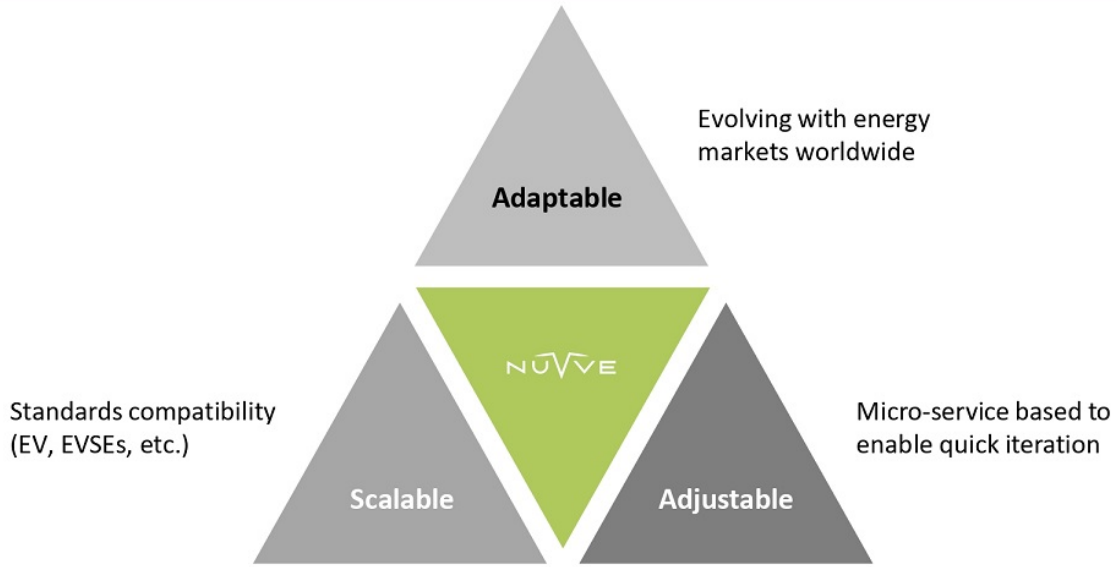 Evolving with energy
markets worldwide
Adaptable
NUVVE
Standards compatibility
(EV, EVSEs, etc.)
Micro-service based to
enable quick iteration
Scalable
Adjustable